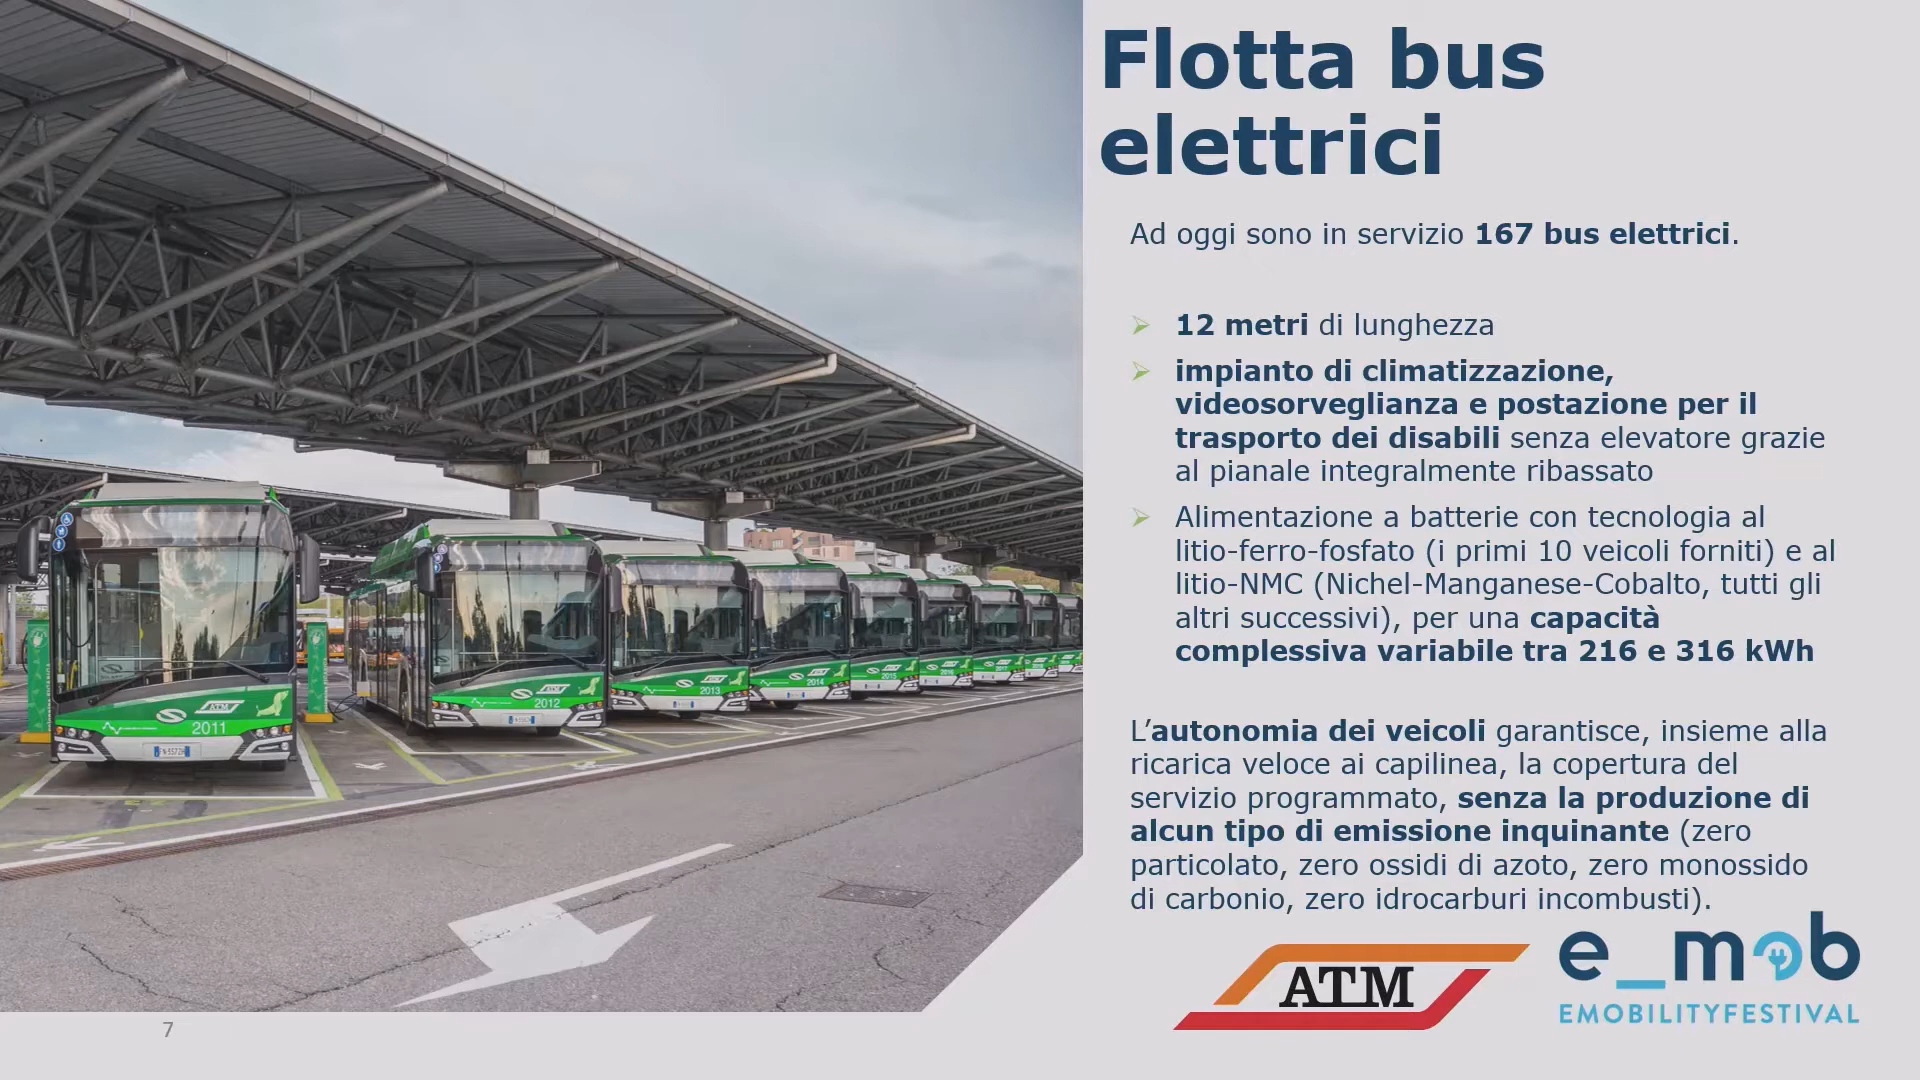 Flotta bus
elettrici
Ad oggi sono in servizio 167 bus elettrici.
12 metri di lunghezza
impianto di climatizzazione,
videosorveglianza e postazione per il
trasporto dei disabili senza elevatore grazie
al pianale integralmente ribassato
Alimentazione a batterie con tecnologia al
litio-ferro-fosfato (i primi 10 veicoli forniti) e al
litio-NMC (Nichel-Manganese-Cobalto, tutti gli
altri successivi), per una capacità
complessiva variabile tra 216 e 316 kWh
L’autonomia dei veicoli garantisce, insieme alla
ricarica veloce ai capilinea, la copertura del
servizio programmato, senza la produzione di
alcun tipo di emissione inquinante (zero
particolato, zero ossidi di azoto, zero monossido
di carbonio, zero idrocarburi incombusti).
ATM
e_mob
EMOBILITYFESTIVAL
7
ATM
2011
ATM
2012
2013
2014
2015